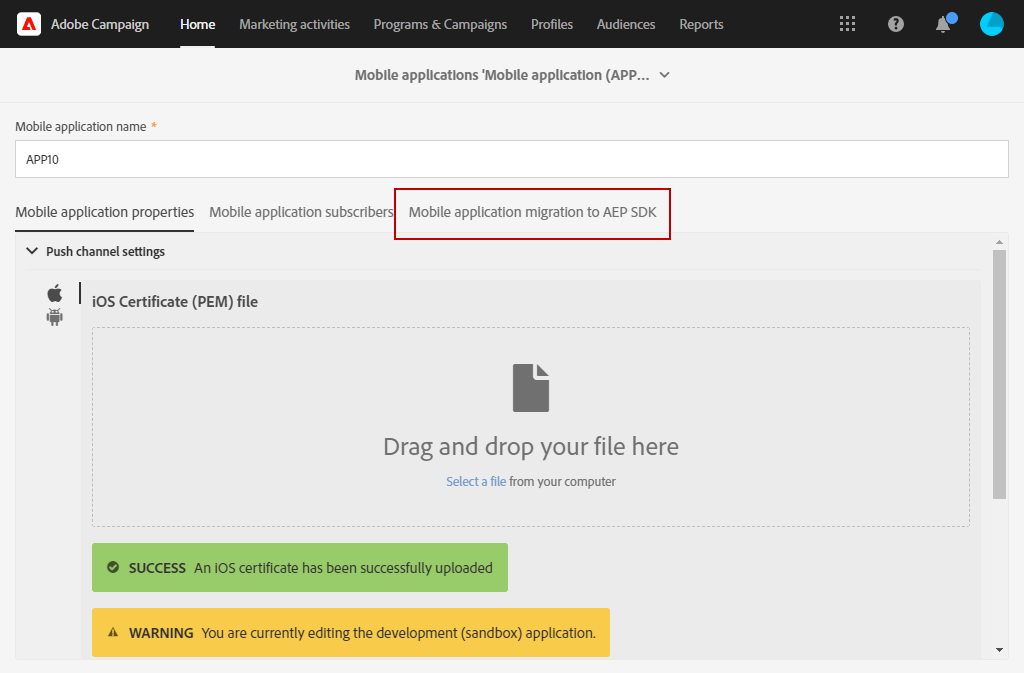 Adobe Campaign Home Marketing activities Programs & Campaigns Profiles Audiences Reports
Mobile applications 'Mobile application (APP...
Mobile application name *
APP10
Mobile application properties Mobile application subscribers Mobile application migration to AEP SDK
Push channel settings
iOS Certificate (PEM) file
Drag and drop your file here
Select a file from your computer
SUCCESS An iOS certificate has been successfully uploaded
WARNING You are currently editing the development (sandbox) application.